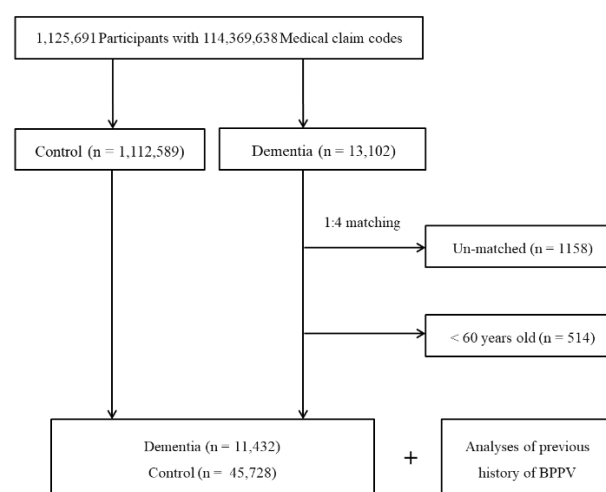 1,125,691 Participants with 114,369,638 Medical claim codes
Control (n = 1,112,589)
Dementia (n = 13,102)
1:4 matching
Un-matched (n = 1158)
< 60 years old (n = 514)
Dementia (n = 11,432)
Control (n = 45,728)
+
Analyses of previous
history of BPPV